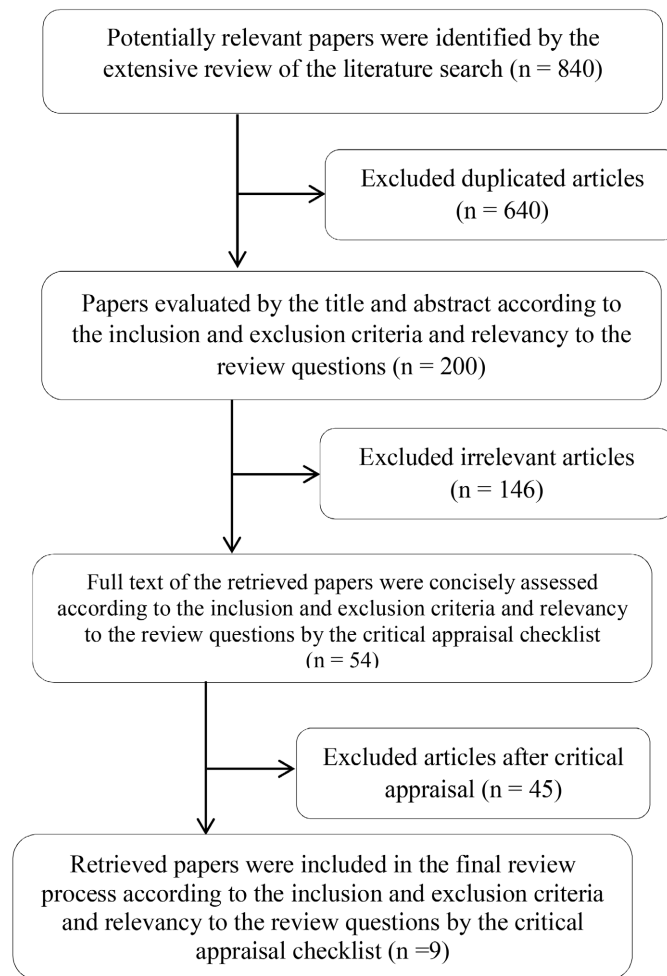 Potentially relevant papers were identified by the
extensive review of the literature search (n = 840)
Excluded duplicated articles
(n = 640)
Papers evaluated by the title and abstract according to
the inclusion and exclusion criteria and relevancy to the
review questions (n = 200)
Excluded irrelevant articles
(n = 146)
Full text of the retrieved papers were concisely assessed
according to the inclusion and exclusion criteria and relevancy
to the review questions by the critical appraisal checklist
(n = 54)
Excluded articles after critical
appraisal (n = 45)
Retrieved papers were included in the final review
process according to the inclusion and exclusion criteria
and relevancy to the review questions by the critical
appraisal checklist (n =9)